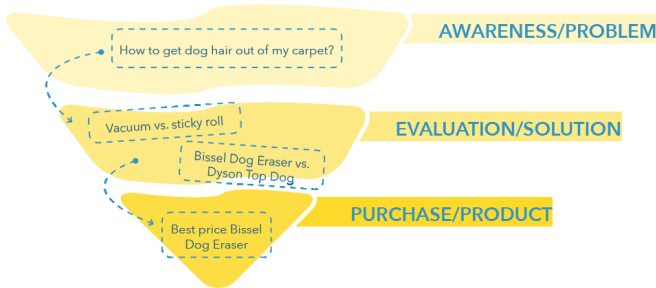 AWARENESS/PROBLEM
How to get dog hair out of my carpet?
EVALUATION/SOLUTION
Vacuum vs. sticky roll
Bissel Dog Eraser vs.
Dyson Top Dog
PURCHASE/PRODUCT
Best price Bissel
Dog Eraser